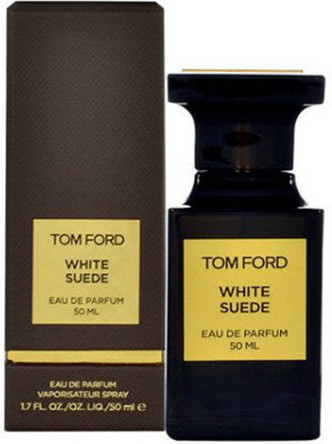 TOM FORD
WHITE
SUEDE
EAU DE PARFUM
50 ML
EAU DE PARFUM
VAPORISATEUR SPRAY
1.7 FL. OZ./OZ. LIQ./50 ml ℮
TOM FORD
WHITE
SUEDE
EAU DE PARFUM
50 ML